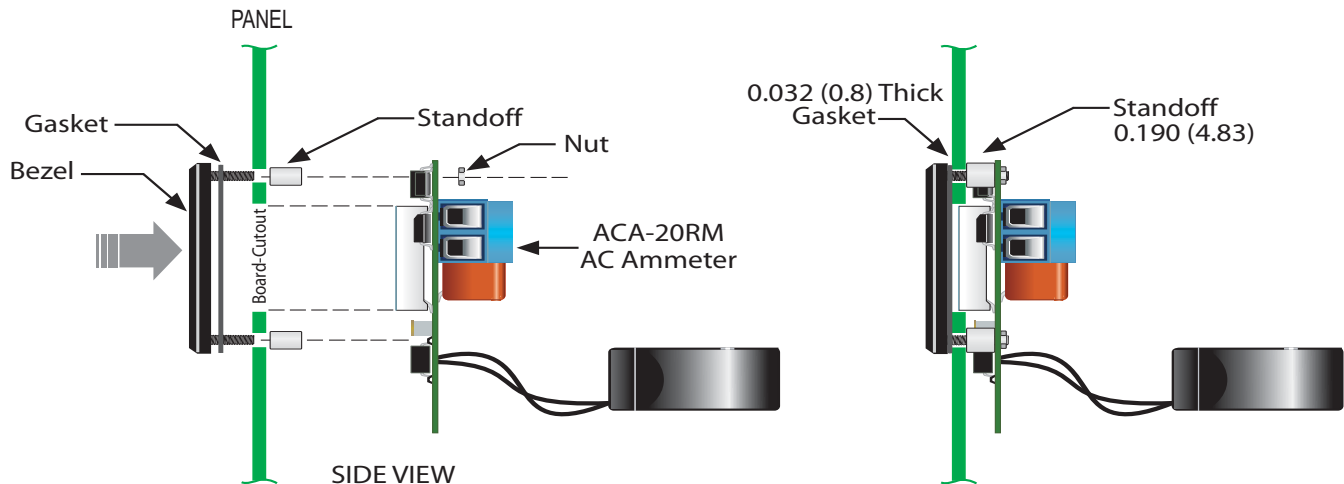 PANEL
Gasket
Bezel
Standoff
Nut
Board-Cutout
ACA-20RM
AC Ammeter
SIDE VIEW
0.032 (0.8) Thick
Gasket
Standoff
0.190 (4.83)